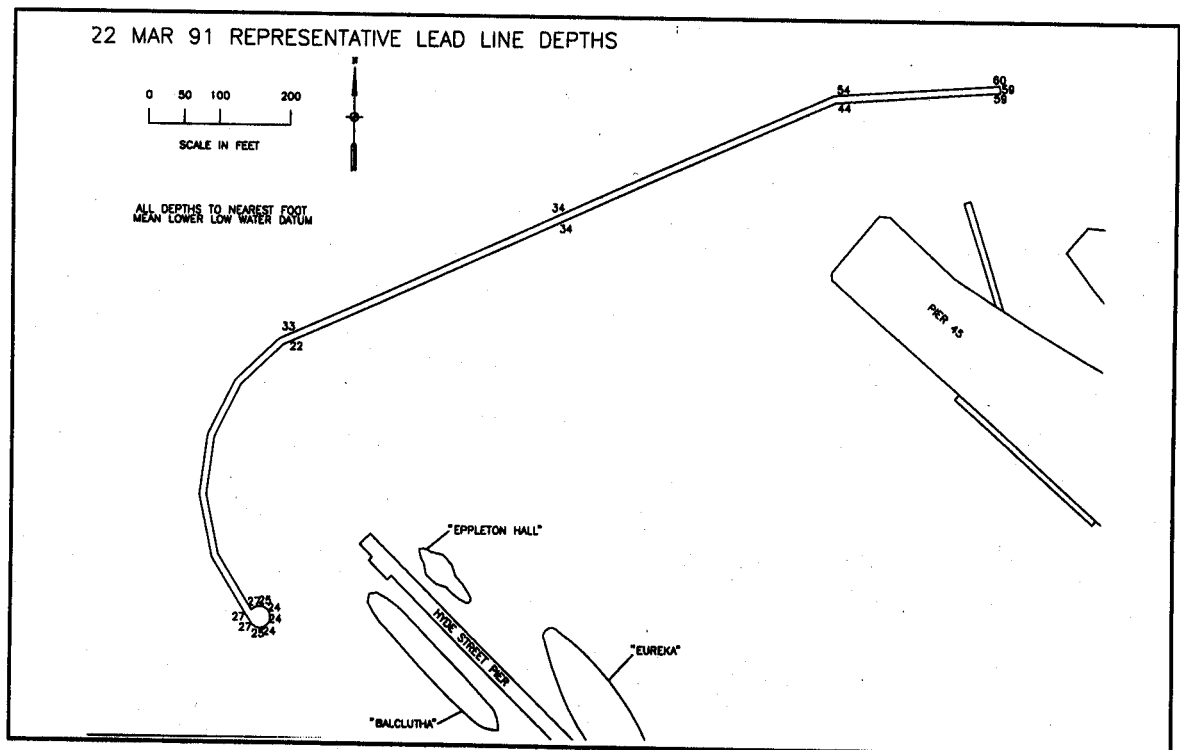 22 MAR 91 REPRESENTATIVE LEAD LINE DEPTHS
0 50 100 200
SCALE IN FEET
N
ALL DEPTHS TO NEAREST FOOT
MEAN LOWER LOW WATER DATUM
60
59
59
54
44
34
34
33
22
PIER 45
"EPPLETON HALL"
HYDE STREET PIER
"EUREKA"
"BALCLUTHA"
27 25
24
27 24
27 25 24